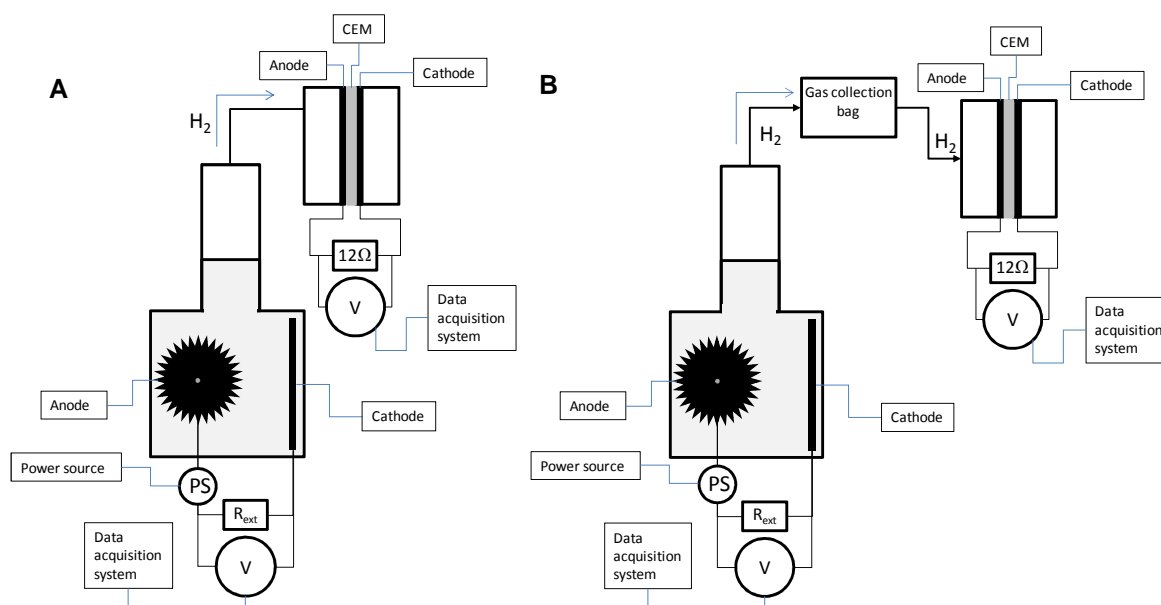 A
CEM
Anode
Cathode
H₂
12Ω
V
Data
acquisition
system
Anode
Cathode
Power source
PS
Rext
V
Data
acquisition
system
B
CEM
Anode
Cathode
Gas collection
bag
H₂
H₂
12Ω
V
Data
acquisition
system
Anode
Cathode
Power source
PS
Rext
V
Data
acquisition
system